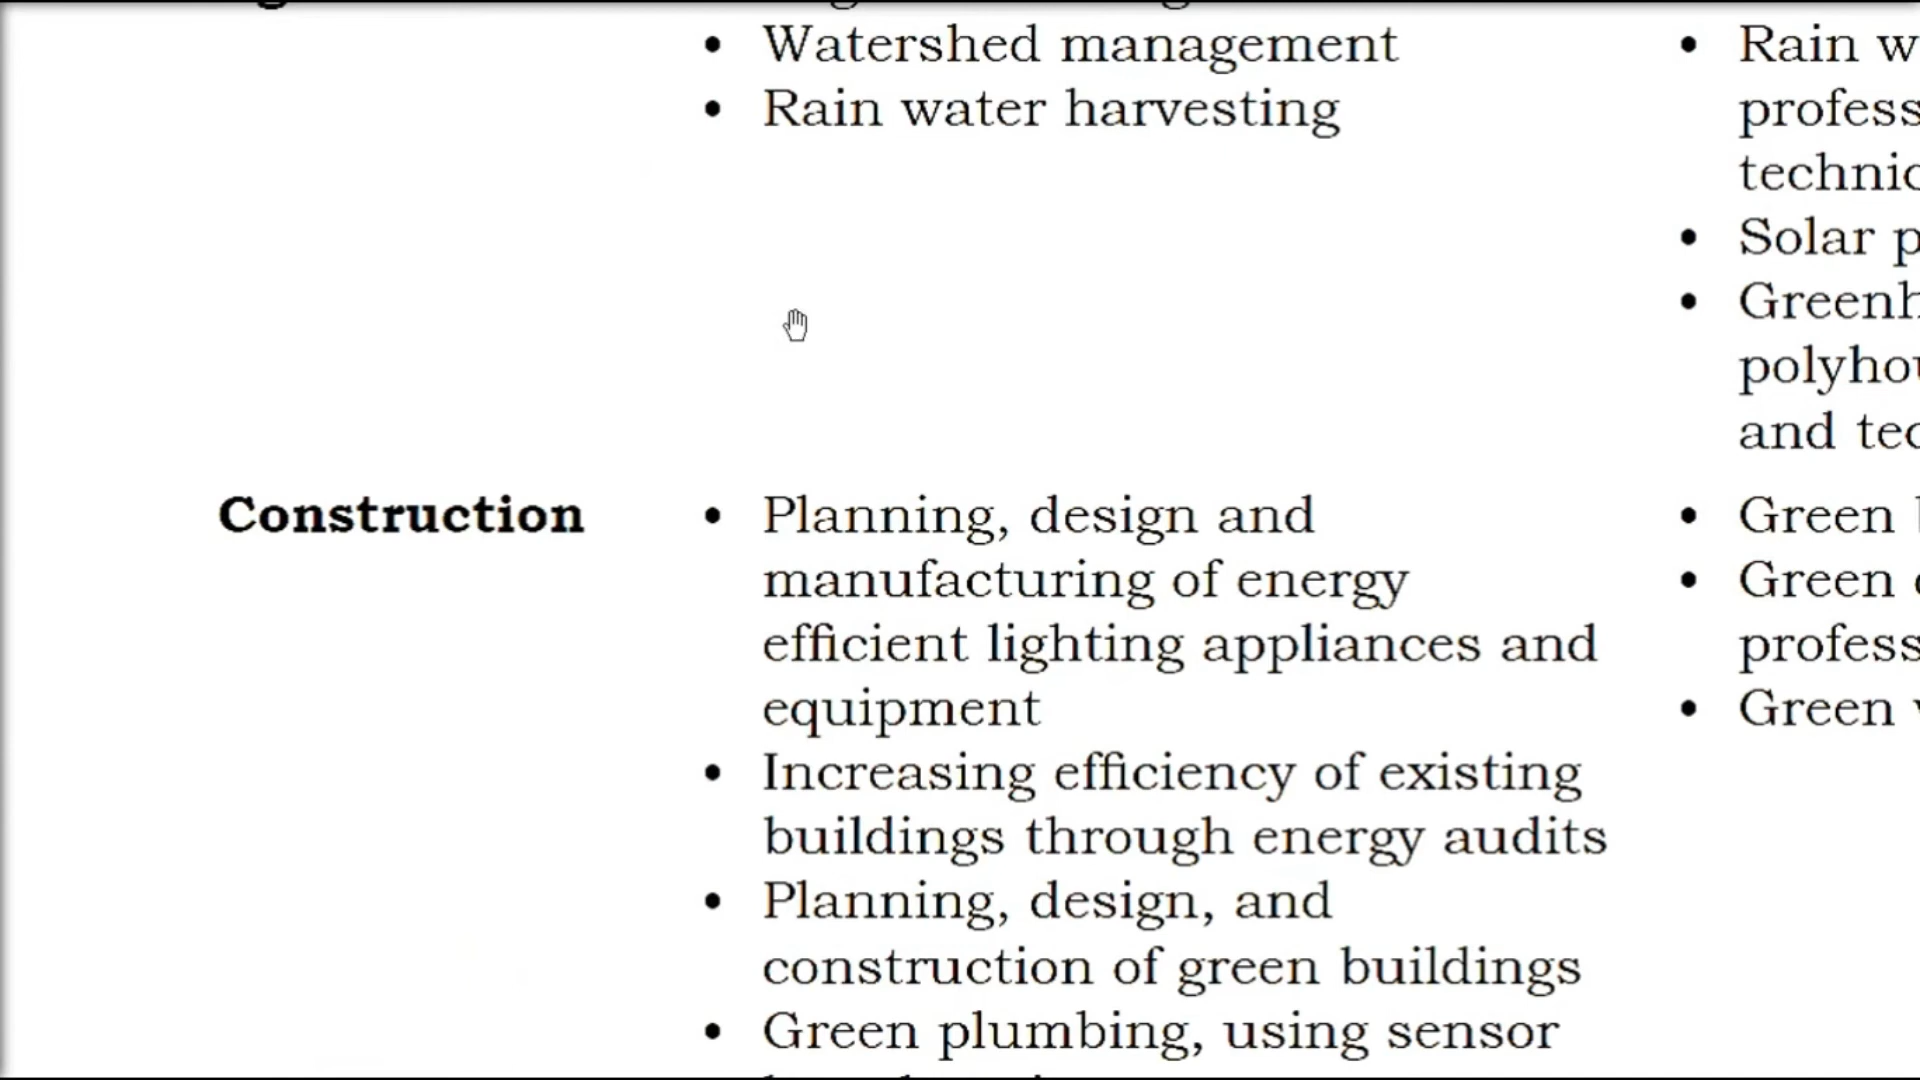 Watershed management
Rain water harvesting
Rain w
profess
technic
Solar p
Greenh
polyhou
and tec
Construction
Planning, design and
manufacturing of energy
efficient lighting appliances and
equipment
Increasing efficiency of existing
buildings through energy audits
Planning, design, and
construction of green buildings
Green plumbing, using sensor
Green
Green
profess
Green